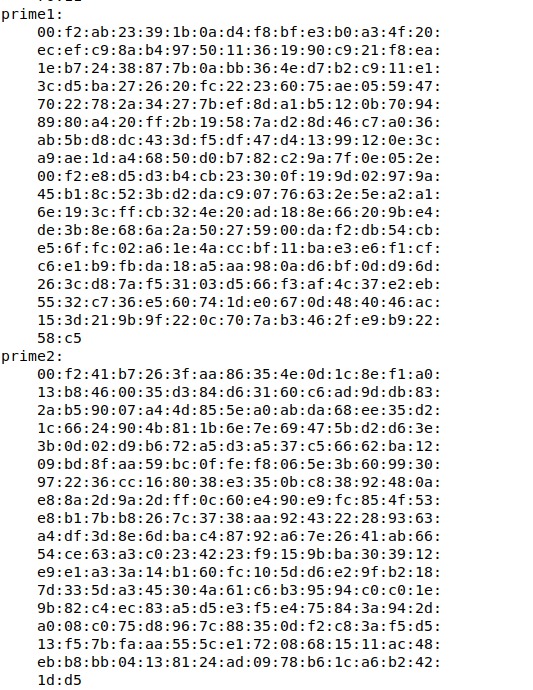 prime1:
00:f2:ab:23:39:1b:0a:d4:f8:bf:e3:b0:a3:4f:20:
ec:ef:c9:8a:b4:97:50:11:36:19:90:c9:21:f8:ea:
1e:b7:24:38:87:7b:0a:bb:36:4e:d7:b2:c9:11:e1:
3c:d5:ba:27:26:20:fc:22:23:60:75:ae:05:59:47:
70:22:78:2a:34:27:7b:ef:8d:a1:b5:12:0b:70:94:
89:80:a4:20:ff:2b:19:58:7a:d2:8d:46:c7:a0:36:
ab:5b:d8:dc:43:3d:f5:df:47:d4:13:99:12:0e:3c:
a9:ae:1d:a4:68:50:d0:b7:82:c2:9a:7f:0e:05:2e:
00:f2:e8:d5:d3:b4:cb:23:30:0f:19:9d:02:97:9a:
45:b1:8c:52:3b:d2:da:c9:07:76:63:2e:5e:a2:a1:
6e:19:3c:ff:cb:32:4e:20:ad:18:8e:66:20:9b:e4:
de:3b:8e:68:6a:2a:50:27:59:00:da:f2:db:54:cb:
e5:6f:fc:02:a6:1e:4a:cc:bf:11:ba:e3:e6:f1:cf:
c6:e1:b9:fb:da:18:a5:aa:98:0a:d6:bf:0d:d9:6d:
26:3c:d8:7a:f5:31:03:d5:66:f3:af:4c:37:e2:eb:
55:32:c7:36:e5:60:74:1d:e0:67:0d:48:40:46:ac:
15:3d:21:9b:9f:22:0c:70:7a:b3:46:2f:e9:b9:22:
58:c5
prime2:
00:f2:41:b7:26:3f:aa:86:35:4e:0d:1c:8e:f1:a0:
13:b8:46:00:35:d3:84:d6:31:60:c6:ad:9d:db:83:
2a:b5:90:07:a4:4d:85:5e:a0:ab:da:68:ee:35:d2:
1c:66:24:90:4b:81:1b:6e:7e:69:47:5b:d2:d6:3e:
3b:0d:02:d9:b6:72:a5:d3:a5:37:c5:66:62:ba:12:
09:bd:8f:aa:59:bc:0f:fe:f8:06:5e:3b:60:99:30:
97:22:36:cc:16:80:38:e3:35:0b:c8:38:92:48:0a:
e8:8a:2d:9a:2d:ff:0c:60:e4:90:e9:fc:85:4f:53:
e8:b1:7b:b8:26:7c:37:38:aa:92:43:22:28:93:63:
a4:df:3d:8e:6d:ba:c4:87:92:a6:7e:26:41:ab:66:
54:ce:63:a3:c0:23:42:23:f9:15:9b:ba:30:39:12:
e9:e1:a3:3a:14:b1:60:fc:10:5d:d6:e2:9f:b2:18:
7d:33:5d:a3:45:30:4a:61:c6:b3:95:94:c0:c0:1e:
9b:82:c4:ec:83:a5:d5:e3:f5:e4:75:84:3a:94:2d:
a0:08:c0:75:d8:96:7c:88:35:0d:f2:c8:3a:f5:d5:
13:f5:7b:fa:aa:55:5c:e1:72:08:68:15:11:ac:48:
eb:b8:bb:04:13:81:24:ad:09:78:b6:1c:a6:b2:42:
1d:d5